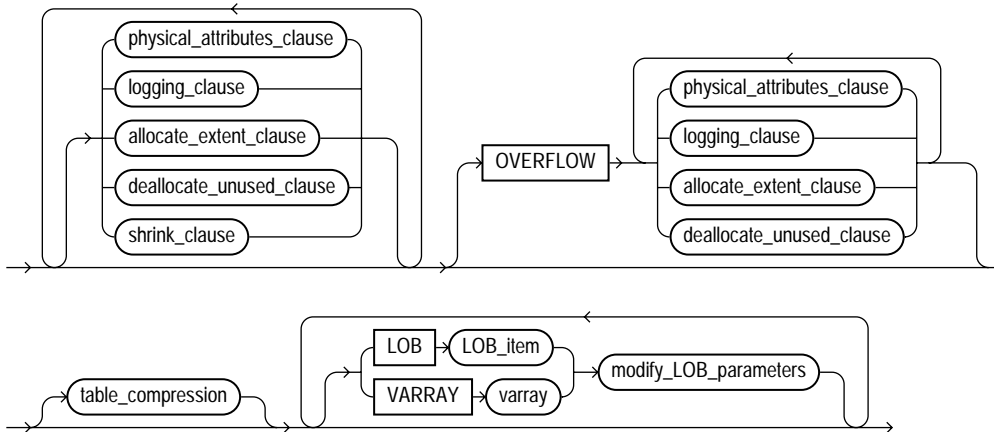 physical_attributes_clause
logging_clause
allocate_extent_clause
deallocate_unused_clause
shrink_clause
OVERFLOW
physical_attributes_clause
logging_clause
allocate_extent_clause
deallocate_unused_clause
table_compression
LOB LOB_item
VARRAY varray
modify_LOB_parameters